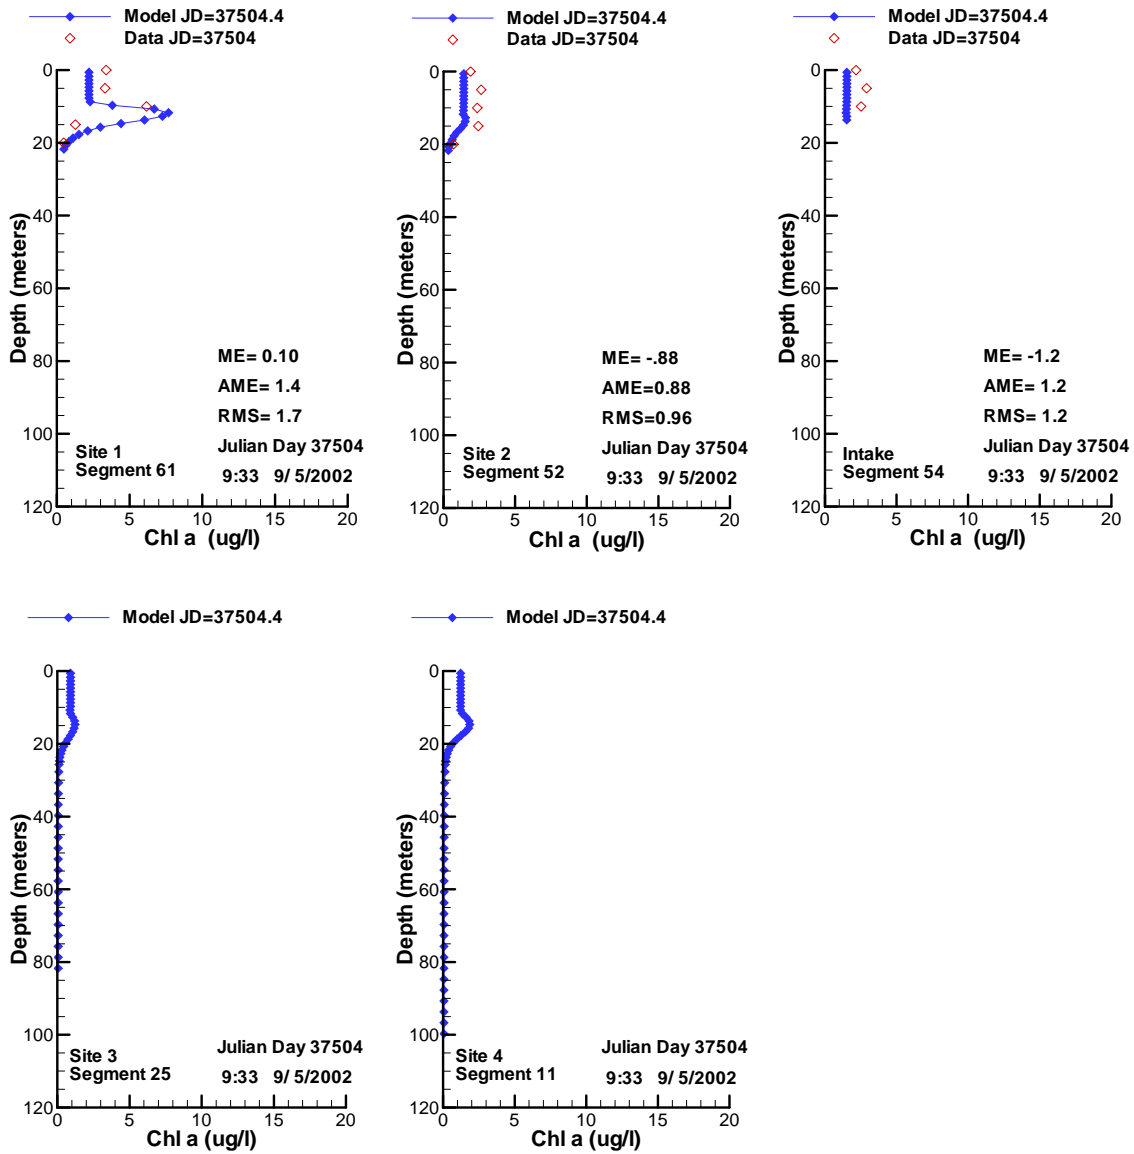 Model JD=37504.4
Data JD=37504
0
20
40
60
80
100
120
Depth (meters)
ME= 0.10
AME= 1.4
RMS= 1.7
Site 1
Segment 61
Julian Day 37504
9:33 9/ 5/2002
0 5 10 15 20
Chl a (ug/l)
Model JD=37504.4
Data JD=37504
0
20
40
60
80
100
120
Depth (meters)
ME= -.88
AME=0.88
RMS=0.96
Site 2
Segment 52
Julian Day 37504
9:33 9/ 5/2002
0 5 10 15 20
Chl a (ug/l)
Model JD=37504.4
Data JD=37504
0
20
40
60
80
100
120
Depth (meters)
ME= -1.2
AME= 1.2
RMS= 1.2
Intake
Segment 54
Julian Day 37504
9:33 9/ 5/2002
0 5 10 15 20
Chl a (ug/l)
Model JD=37504.4
0
20
40
60
80
100
120
Depth (meters)
Site 3
Segment 25
Julian Day 37504
9:33 9/ 5/2002
0 5 10 15 20
Chl a (ug/l)
Model JD=37504.4
0
20
40
60
80
100
120
Depth (meters)
Site 4
Segment 11
Julian Day 37504
9:33 9/ 5/2002
0 5 10 15 20
Chl a (ug/l)